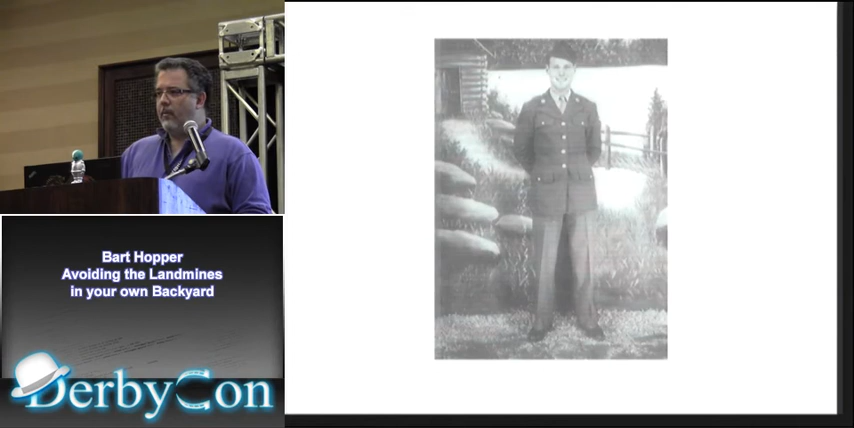 Bart Hopper
Avoiding the Landmines
in your own Backyard
DerbyCon